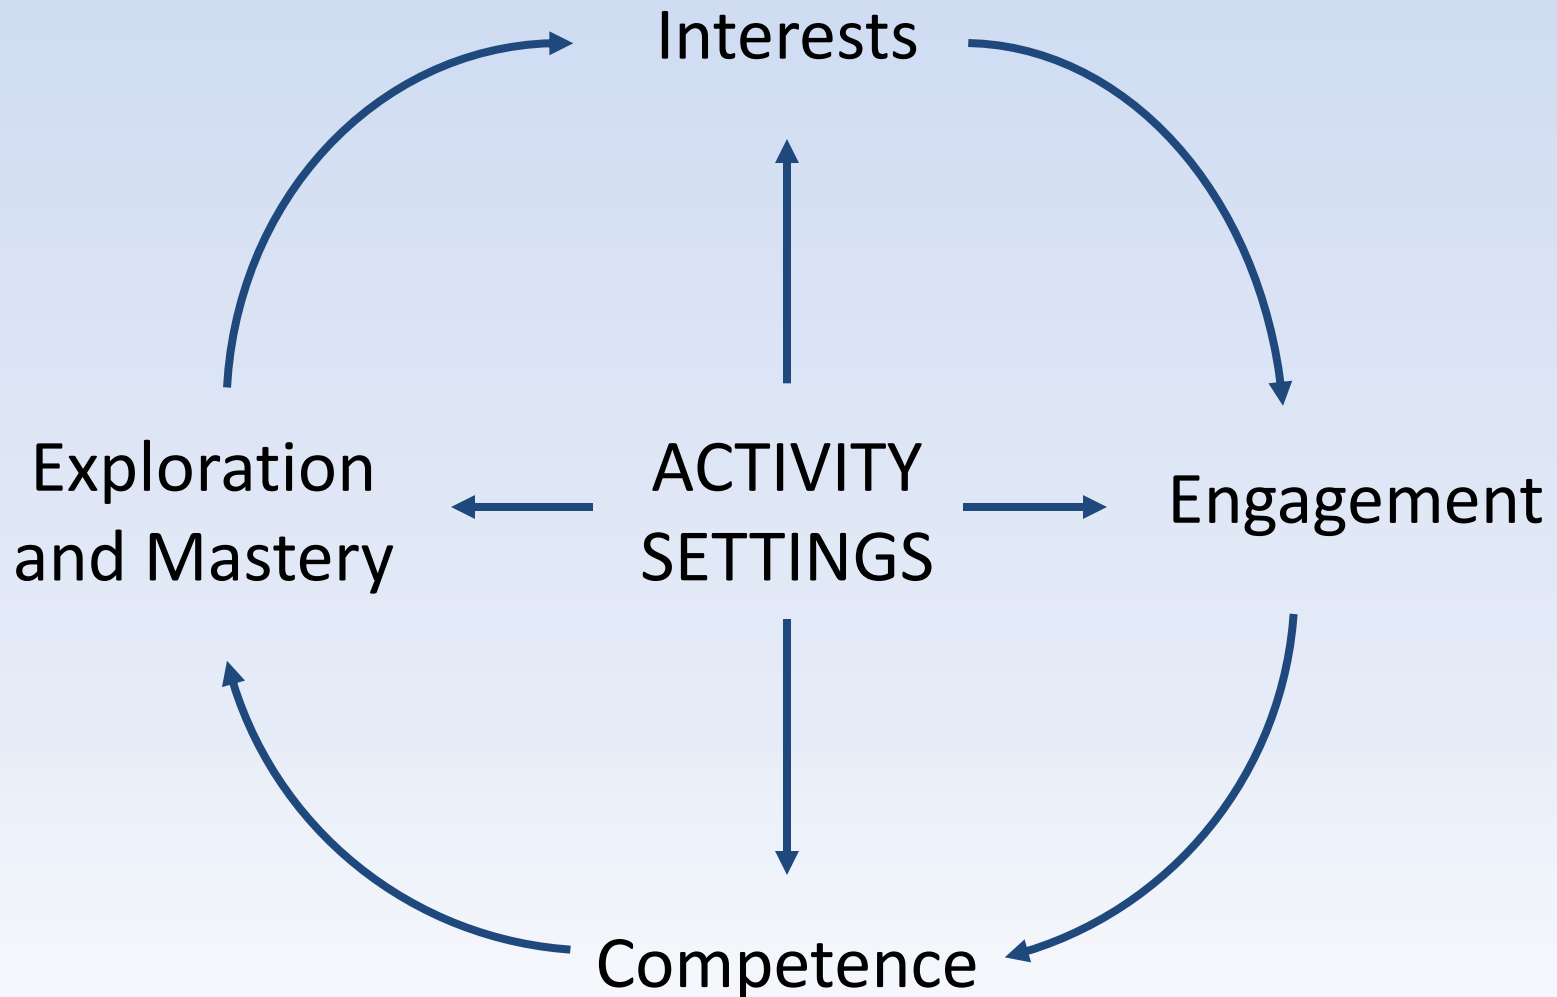 Interests
Exploration
and Mastery
ACTIVITY
SETTINGS
Engagement
Competence